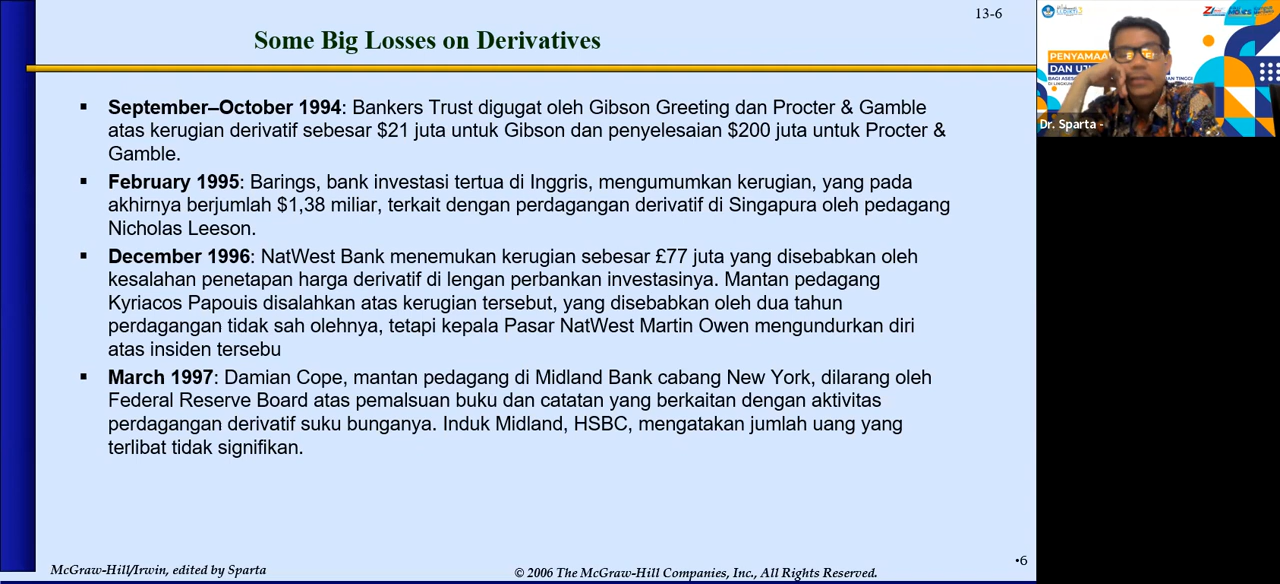 13-6
Some Big Losses on Derivatives
▪ September–October 1994: Bankers Trust digugat oleh Gibson Greeting dan Procter & Gamble
atas kerugian derivatif sebesar $21 juta untuk Gibson dan penyelesaian $200 juta untuk Procter &
Gamble.
▪ February 1995: Barings, bank investasi tertua di Inggris, mengumumkan kerugian, yang pada
akhirnya berjumlah $1,38 miliar, terkait dengan perdagangan derivatif di Singapura oleh pedagang
Nicholas Leeson.
▪ December 1996: NatWest Bank menemukan kerugian sebesar £77 juta yang disebabkan oleh
kesalahan penetapan harga derivatif di lengan perbankan investasinya. Mantan pedagang
Kyriacos Papouis disalahkan atas kerugian tersebut, yang disebabkan oleh dua tahun
perdagangan tidak sah olehnya, tetapi kepala Pasar NatWest Martin Owen mengundurkan diri
atas insiden tersebu
▪ March 1997: Damian Cope, mantan pedagang di Midland Bank cabang New York, dilarang oleh
Federal Reserve Board atas pemalsuan buku dan catatan yang berkaitan dengan aktivitas
perdagangan derivatif suku bunganya. Induk Midland, HSBC, mengatakan jumlah uang yang
terlibat tidak signifikan.
McGraw-Hill/Irwin, edited by Sparta
© 2006 The McGraw-Hill Companies, Inc., All Rights Reserved.
•6
DAN
BAGI
TINGGI
Dr. Sparta -